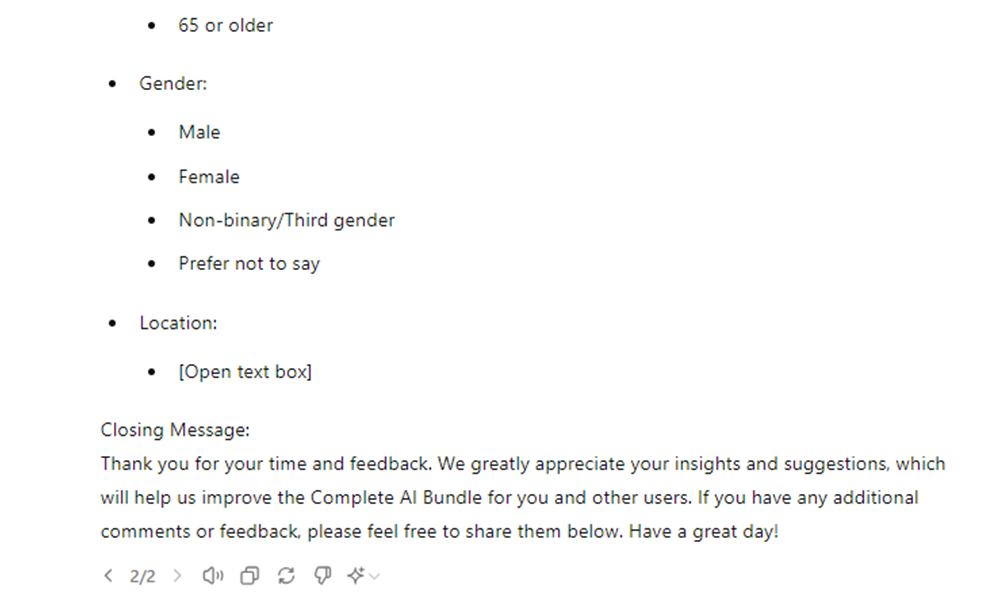 65 or older
Gender:
Male
Female
Non-binary/Third gender
Prefer not to say
Location:
[Open text box]
Closing Message:
Thank you for your time and feedback. We greatly appreciate your insights and suggestions, which
will help us improve the Complete AI Bundle for you and other users. If you have any additional
comments or feedback, please feel free to share them below. Have a great day!
2/2